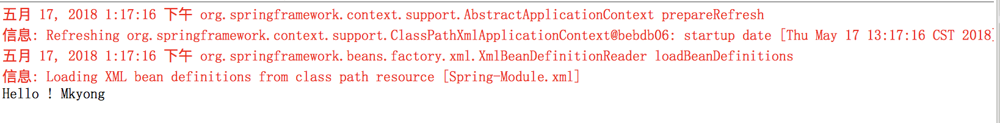 五月 17, 2018 1:17:16 下午 org.springframework.context.support.AbstractApplicationContext prepareRefresh
信息: Refreshing org.springframework.context.support.ClassPathXmlApplicationContext@bebdb06: startup date [Thu May 17 13:17:16 CST 2018]
五月 17, 2018 1:17:16 下午 org.springframework.beans.factory.xml.XmlBeanDefinitionReader loadBeanDefinitions
信息: Loading XML bean definitions from class path resource [Spring-Module.xml]
Hello ! Mkyong